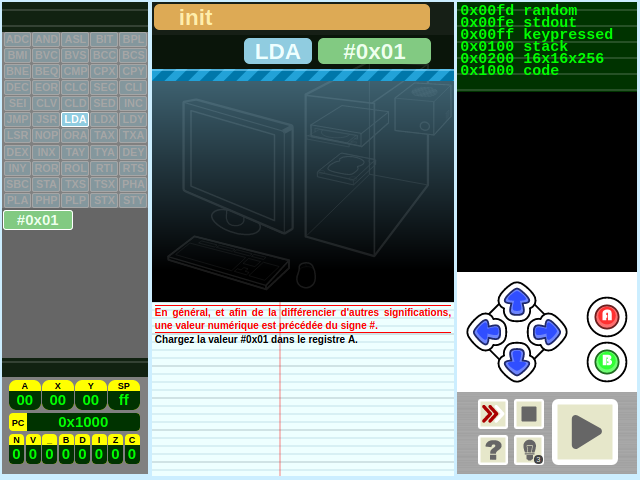 init
LDA #0x01
ADC AND ASL BIT BPL
BMI BVC BVS BCC BCS
BNE BEQ CMP CPX CPY
DEC EOR CLC SEC CLI
SEI CLV CLD SED INC
JMP JSR LDA LDX LDY
LSR NOP ORA TAX TXA
DEX INX TAY TYA DEY
INY ROR ROL RTI RTS
SBC STA TXS TSX PHA
PLA PHP PLP STX STY
#0x01
A X Y SP
00 00 00 ff
PC 0x1000
N V _ B D I Z C
0 0 0 0 0 0 0 0
En général, et afin de la différencier d'autres significations,
une valeur numérique est précédée du signe #.
Chargez la valeur #0x01 dans le registre A.
0x00fd random
0x00fe stdout
0x00ff keypressed
0x0100 stack
0x0200 16x16x256
0x1000 code
A
B
?
3